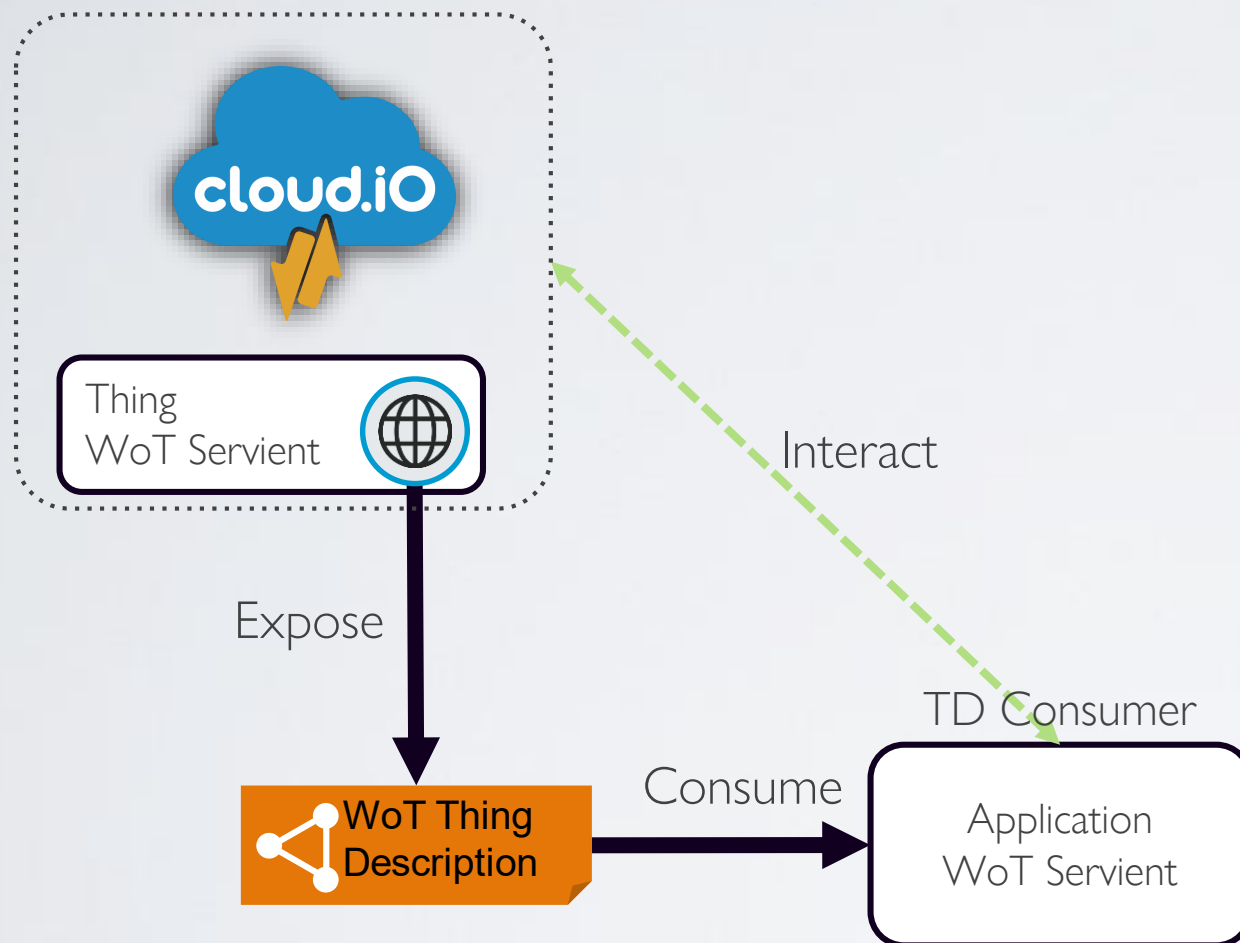 cloud.iO
Thing
WoT Servient
Interact
Expose
TD Consumer
Consume
WoT Thing
Description
Application
WoT Servient